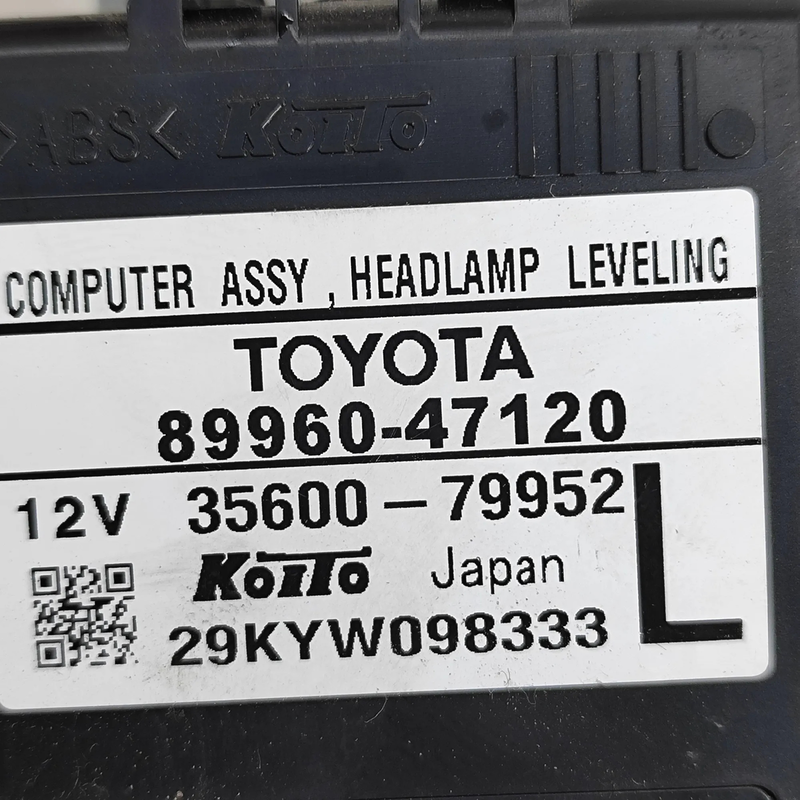 >ABS< KOITO
COMPUTER ASSY , HEADLAMP LEVELING
TOYOTA
89960-47120
12V 35600-79952 L
KOITO Japan
29KYW098333